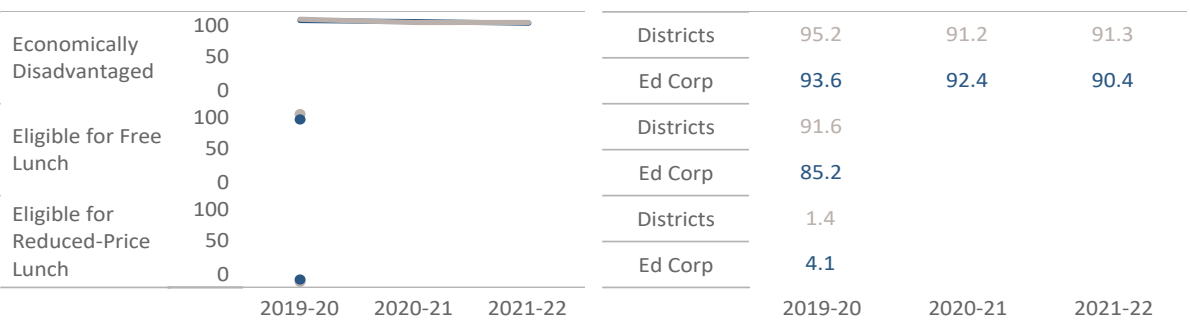 Economically
Disadvantaged
100
50
0
Districts 95.2 91.2 91.3
Ed Corp 93.6 92.4 90.4
Eligible for Free
Lunch
100
50
0
Districts 91.6
Ed Corp 85.2
Eligible for
Reduced-Price
Lunch
100
50
0
Districts 1.4
Ed Corp 4.1
2019-20 2020-21 2021-22
2019-20 2020-21 2021-22